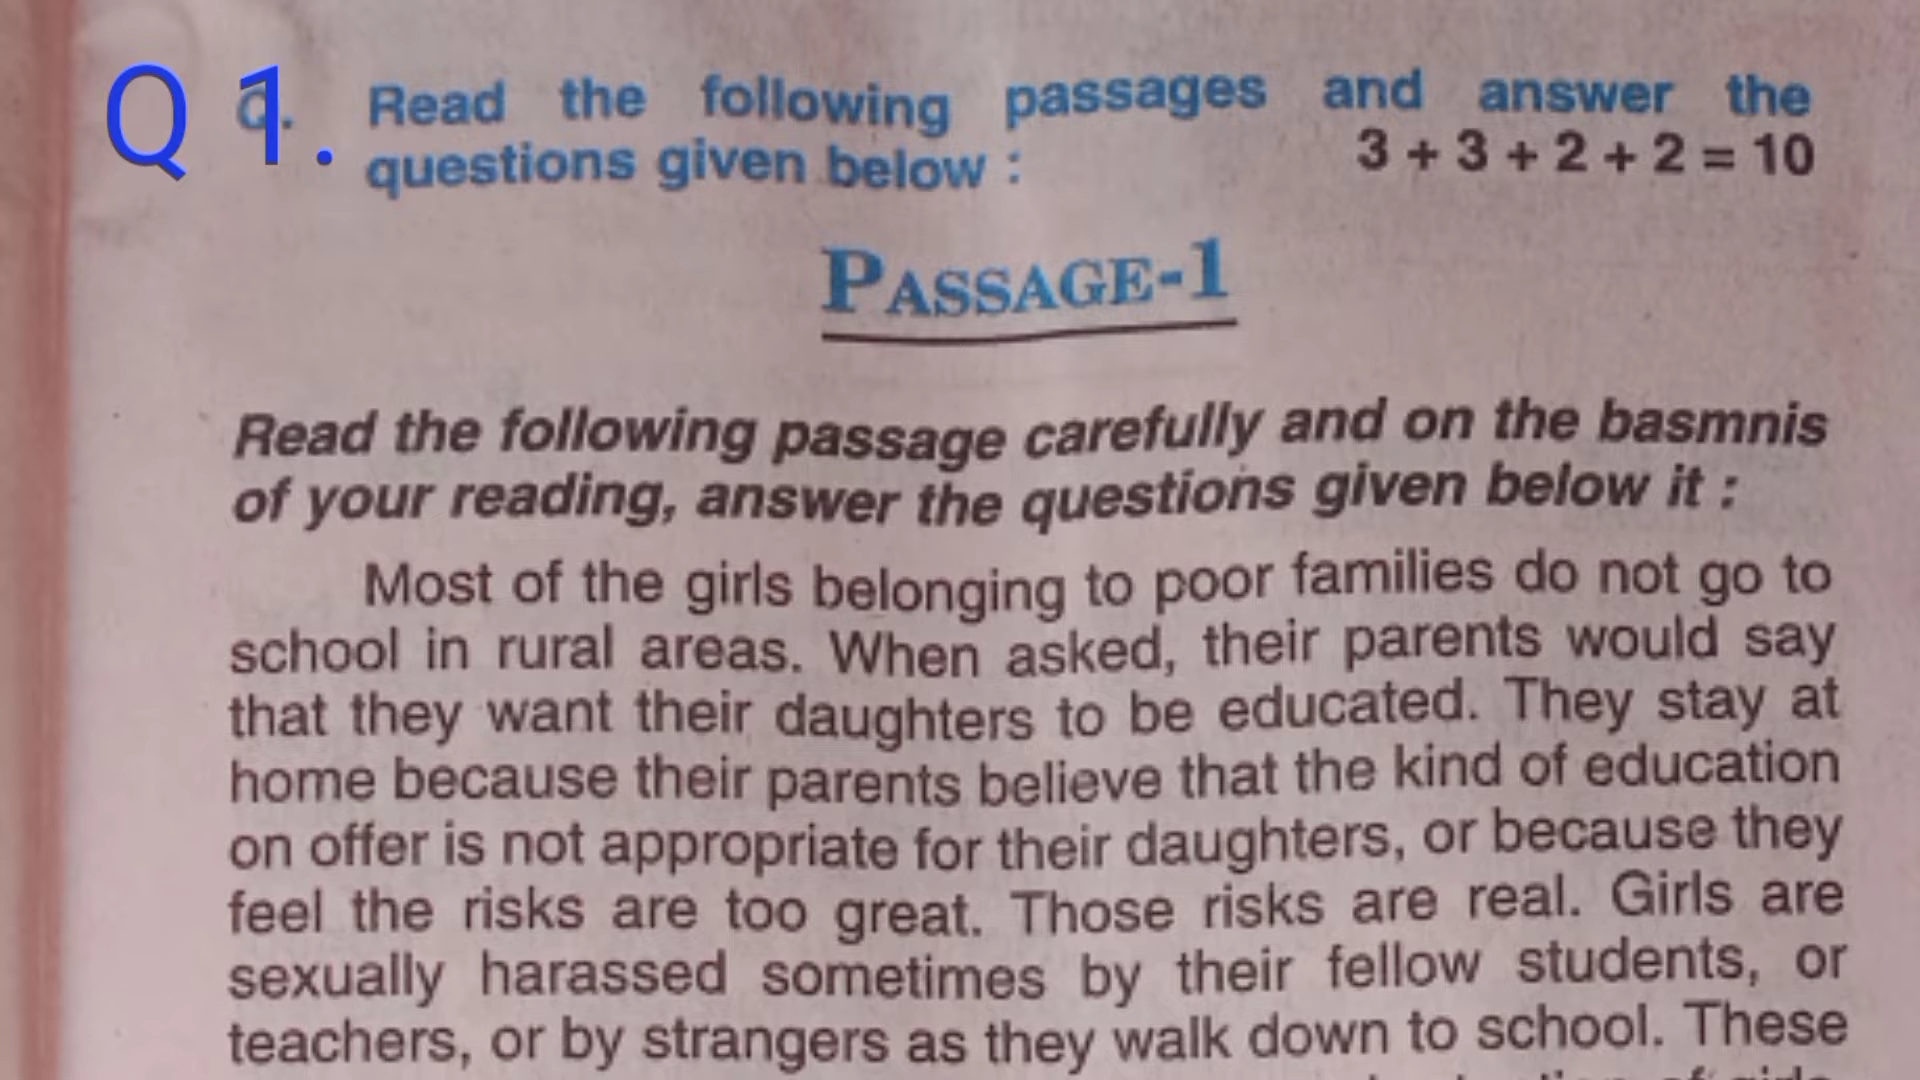 Q 1. Read the following passages and answer the
questions given below : 3 + 3 + 2 + 2 = 10
PASSAGE-1
Read the following passage carefully and on the basmnis
of your reading, answer the questions given below it :
Most of the girls belonging to poor families do not go to
school in rural areas. When asked, their parents would say
that they want their daughters to be educated. They stay at
home because their parents believe that the kind of education
on offer is not appropriate for their daughters, or because they
feel the risks are too great. Those risks are real. Girls are
sexually harassed sometimes by their fellow students, or
teachers, or by strangers as they walk down to school. These
of girls